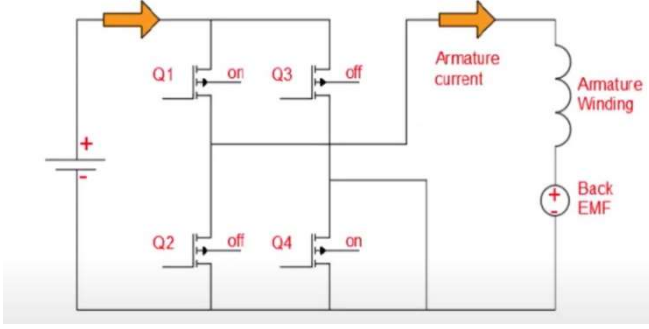 Q1
on
Q3
off
Armature
current
Armature
Winding
+
-
+
-
Back
EMF
Q2
off
Q4
on